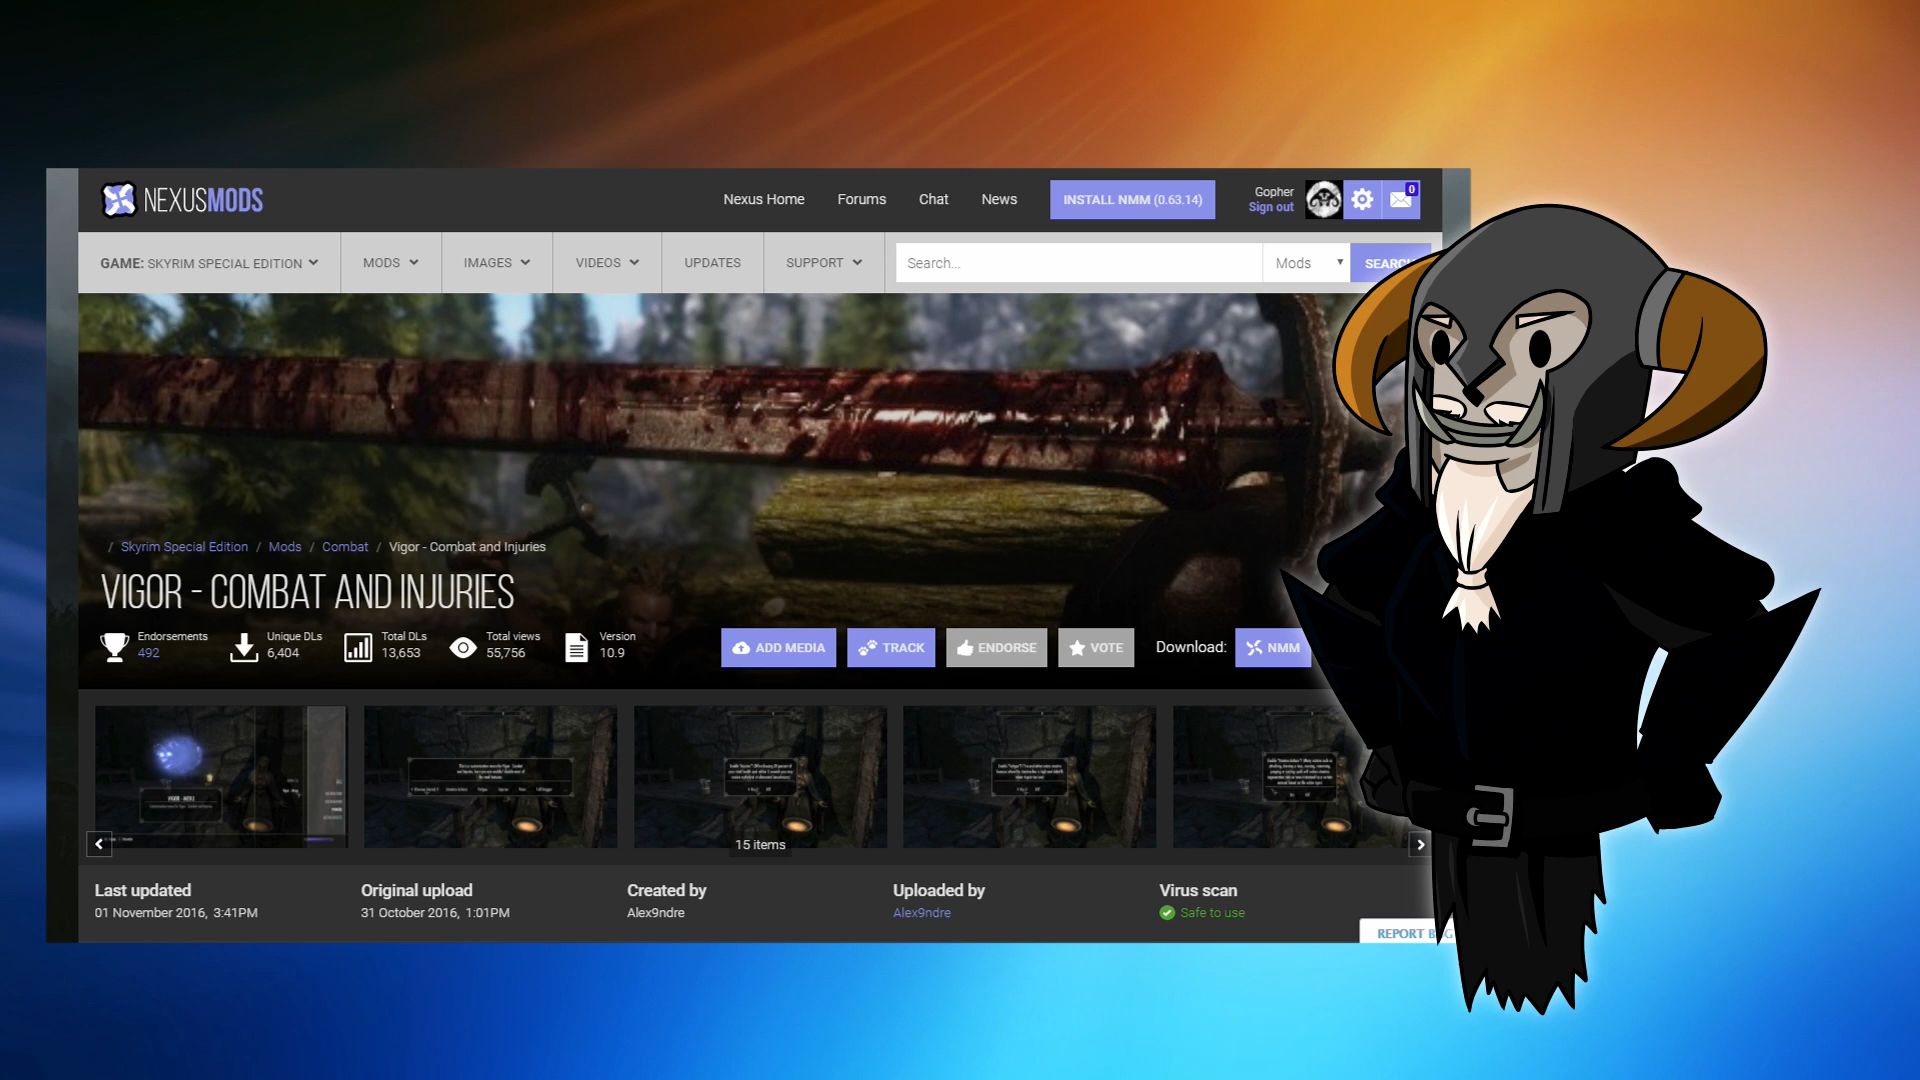 NEXUSMODS
Nexus Home
Forums
Chat
News
INSTALL NMM (0.63.14)
Gopher
Sign out
0
GAME: SKYRIM SPECIAL EDITION
MODS
IMAGES
VIDEOS
UPDATES
SUPPORT
Search...
Mods
/ Skyrim Special Edition / Mods / Combat / Vigor - Combat and Injuries
VIGOR - COMBAT AND INJURIES
Endorsements
492
Unique DLs
6,404
Total DLs
13,653
Total views
55,756
Version
10.9
ADD MEDIA
TRACK
ENDORSE
VOTE
Download:
NMM
15 items
Last updated
01 November 2016, 3:41PM
Original upload
31 October 2016, 1:01PM
Created by
Alex9ndre
Uploaded by
Alex9ndre
Virus scan
Safe to use
REPORT